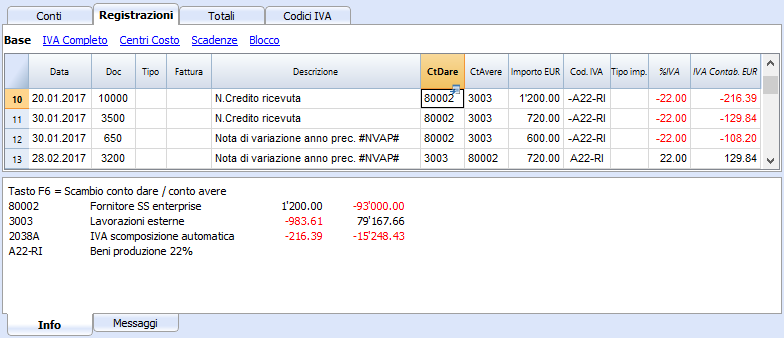 Conti Registrazioni Totali Codici IVA
Base IVA Completo Centri Costo Scadenze Blocco
Data Doc Tipo Fattura Descrizione CtDare CtAvere Importo EUR Cod. IVA Tipo imp. %IVA IVA Contab. EUR
10 20.01.2017 10000 N.Credito ricevuta 80002 3003 1'200.00 -A22-RI -22.00 -216.39
11 30.01.2017 3500 N.Credito ricevuta 80002 3003 720.00 -A22-RI -22.00 -129.84
12 30.01.2017 650 Nota di variazione anno prec. #NVAP# 80002 3003 600.00 -A22-RI -22.00 -108.20
13 28.02.2017 3200 Nota di variazione anno prec. #NVAP# 3003 80002 720.00 A22-RI 22.00 129.84
Tasto F6 = Scambio conto dare / conto avere
80002 Fornitore SS enterprise 1'200.00 -93'000.00
3003 Lavorazioni esterne -983.61 79'167.66
2038A IVA scomposizione automatica -216.39 -15'248.43
A22-RI Beni produzione 22%
Info Messaggi